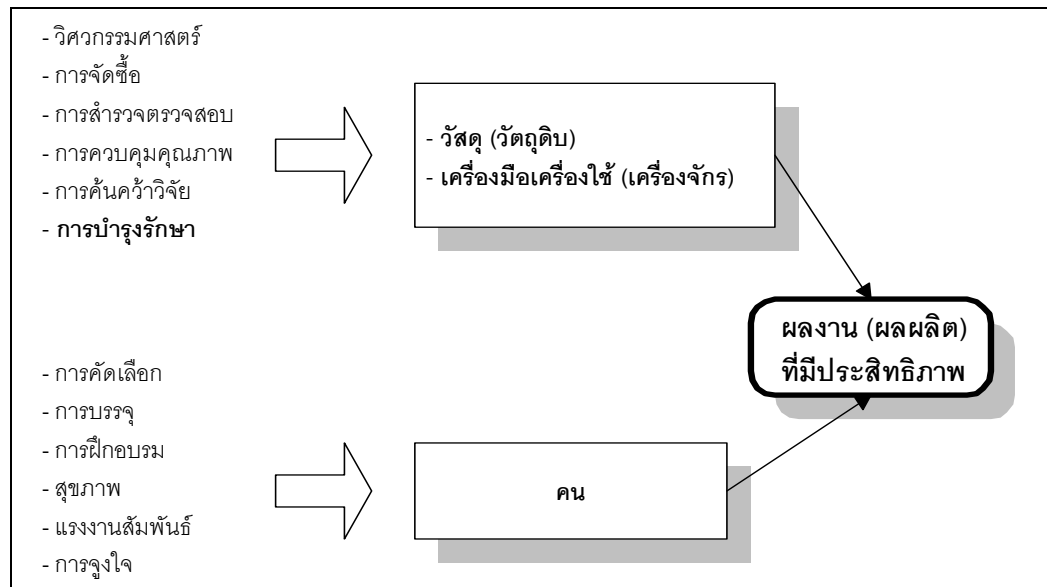 - วิศวกรรมศาสตร์
- การจัดซื้อ
- การสำรวจตรวจสอบ
- การควบคุมคุณภาพ
- การค้นคว้าวิจัย
- การบำรุงรักษา
- วัสดุ (วัตถุดิบ)
- เครื่องมือเครื่องใช้ (เครื่องจักร)
ผลงาน (ผลผลิต)
ที่มีประสิทธิภาพ
- การคัดเลือก
- การบรรจุ
- การฝึกอบรม
- สุขภาพ
- แรงงานสัมพันธ์
- การจูงใจ
คน